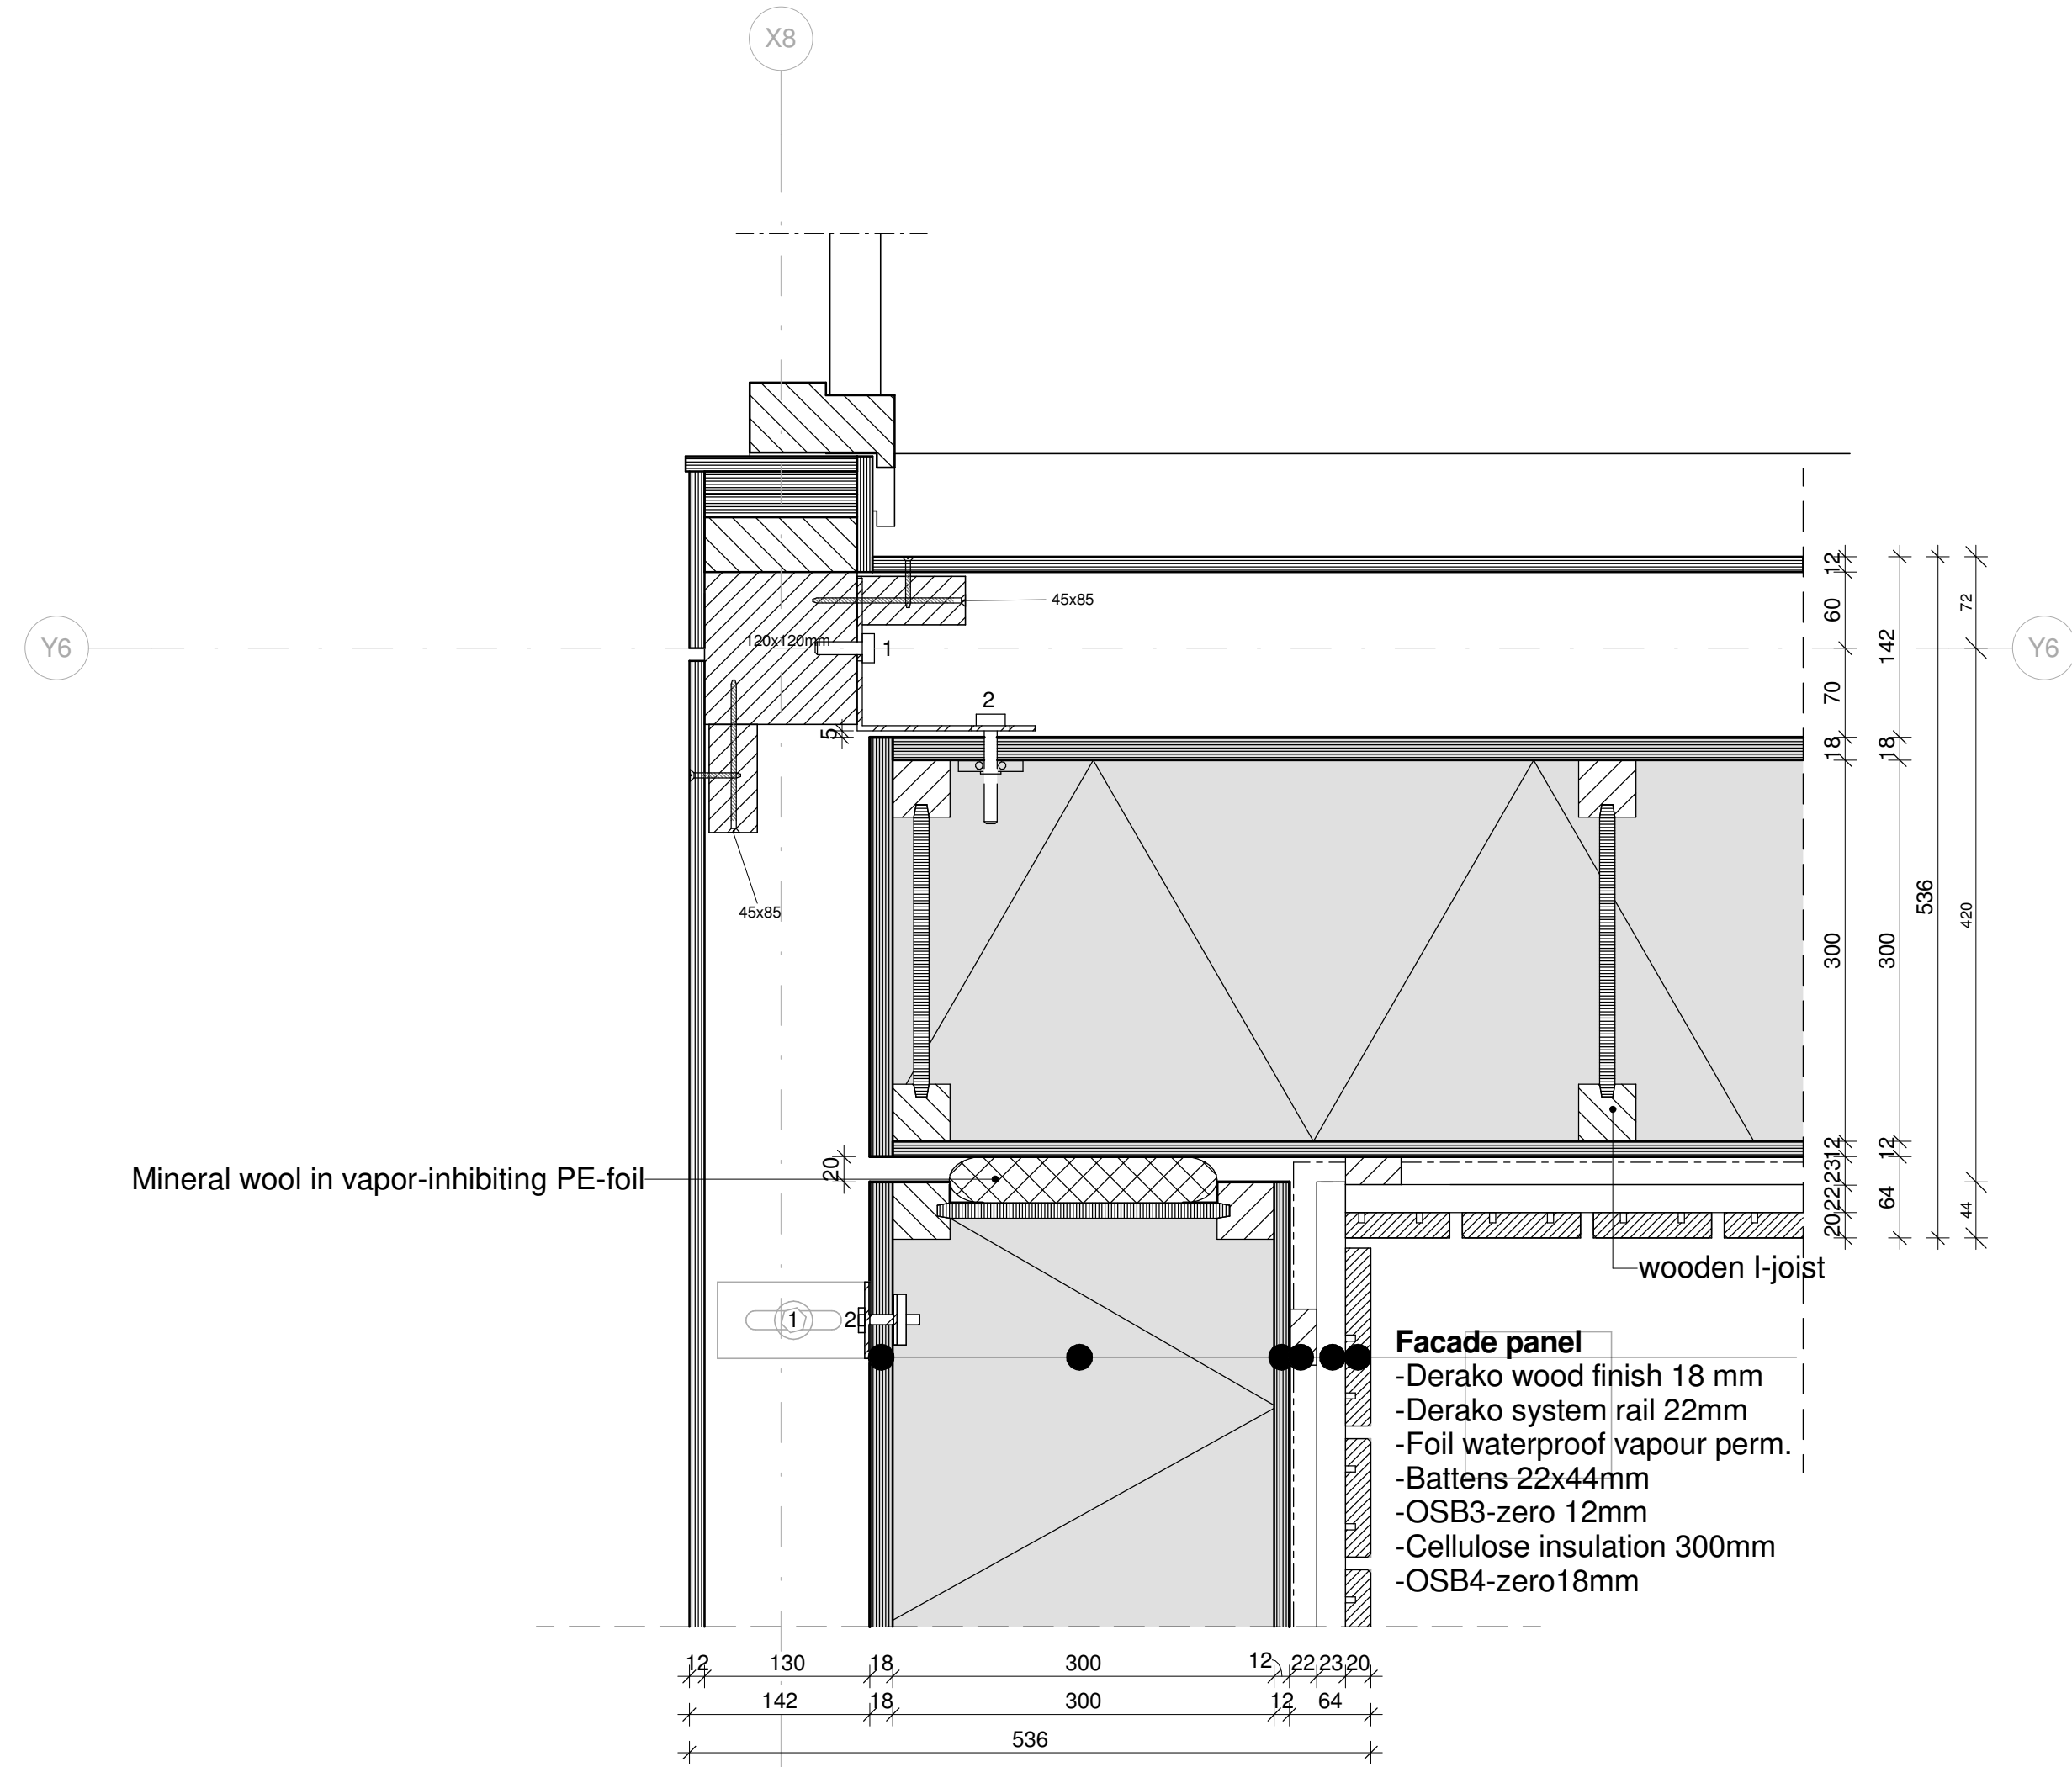 X8
Y6
Y6
45x85
120x120mm
1
2
5
45x85
12
60
70
18
300
12
23
22
20
142
18
300
12
64
536
72
420
44
Mineral wool in vapor-inhibiting PE-foil
20
wooden I-joist
1
2
Facade panel
-Derako wood finish 18 mm
-Derako system rail 22mm
-Foil waterproof vapour perm.
-Battens 22x44mm
-OSB3-zero 12mm
-Cellulose insulation 300mm
-OSB4-zero18mm
12 130 18 300 12 22 23 20
142 18 300 12 64
536